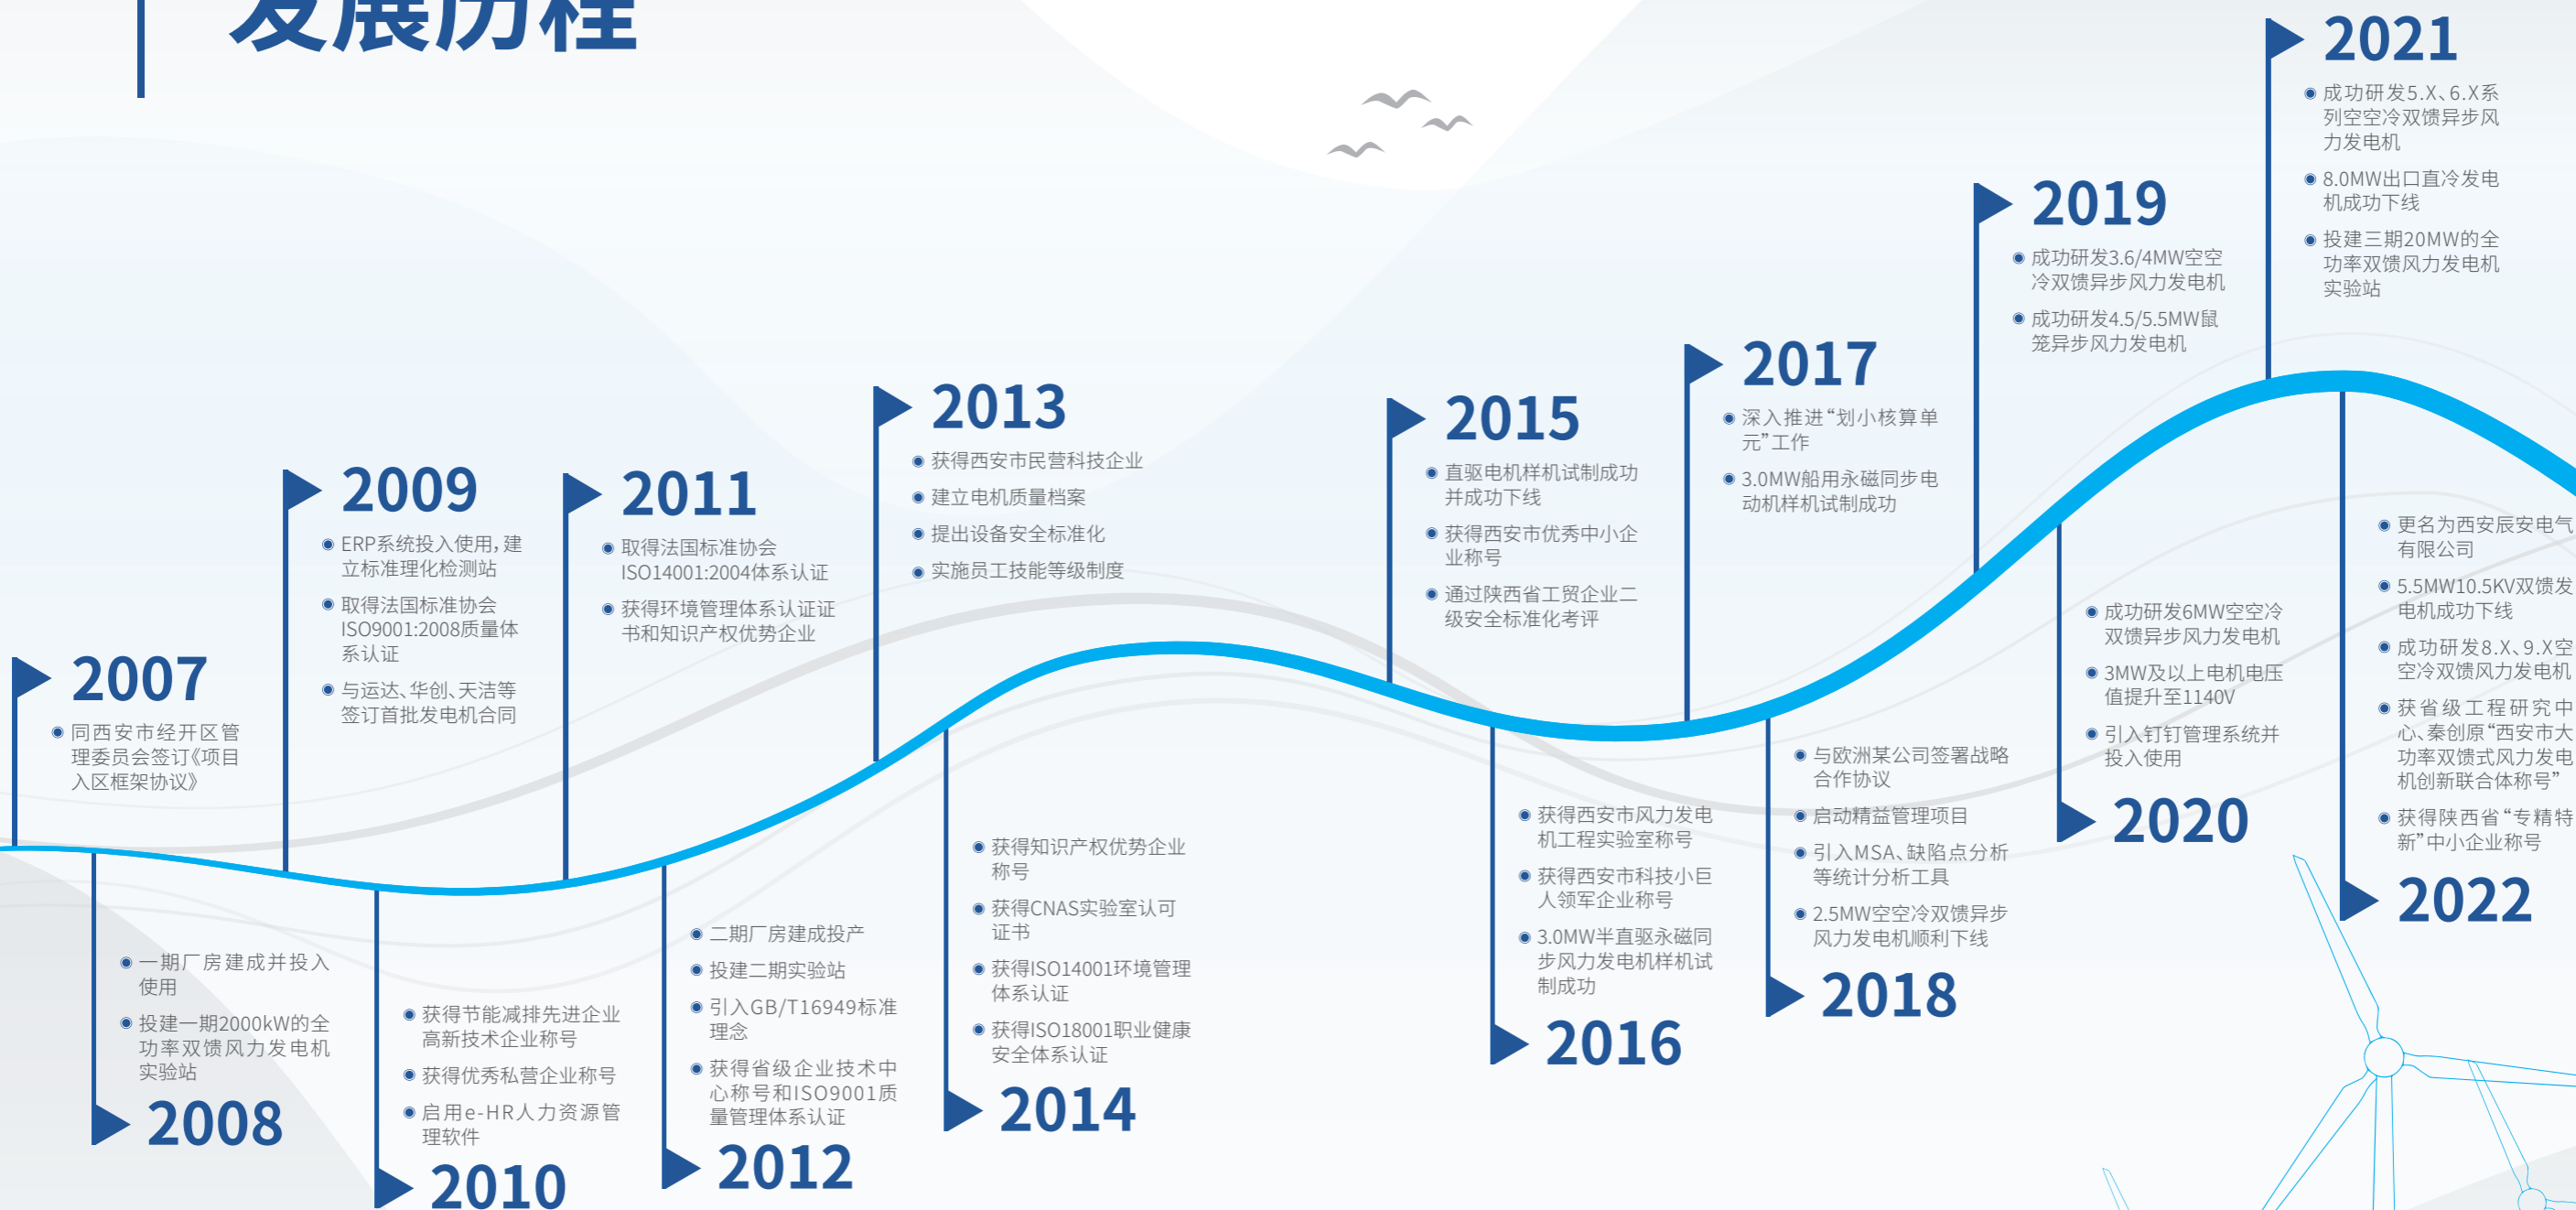 发展历程
2007
同西安市经开区管
理委员会签订《项目
入区框架协议》
一期厂房建成并投入
使用
投建一期2000kW的全
功率双馈风力发电机
实验站
2008
2009
ERP系统投入使用，建
立标准理化检测站
取得法国标准协会
ISO9001:2008质量体
系认证
与运达、华创、天洁等
签订首批发电机合同
获得节能减排先进企业
高新技术企业称号
获得优秀私营企业称号
启用e-HR人力资源管
理软件
2010
2011
取得法国标准协会
ISO14001:2004体系认证
获得环境管理体系认证证
书和知识产权优势企业
二期厂房建成投产
投建二期实验站
引入GB/T16949标准
理念
获得省级企业技术中
心称号和ISO9001质
量管理体系认证
2012
2013
获得西安市民营科技企业
建立电机质量档案
提出设备安全标准化
实施员工技能等级制度
获得知识产权优势企业
称号
获得CNAS实验室认可
证书
获得ISO14001环境管理
体系认证
获得ISO18001职业健康
安全体系认证
2014
2015
直驱电机样机试制成功
并成功下线
获得西安市优秀中小企
业称号
通过陕西省工贸企业二
级安全标准化考评
获得西安市风力发电
机工程实验室称号
获得西安市科技小巨
人领军企业称号
3.0MW半直驱永磁同
步风力发电机样机试
制成功
2016
2017
深入推进“划小核算单
元”工作
3.0MW船用永磁同步电
动机样机试制成功
与欧洲某公司签署战略
合作协议
启动精益管理项目
引入MSA、缺陷点分析
等统计分析工具
2.5MW空空冷双馈异步
风力发电机顺利下线
2018
2019
成功研发3.6/4MW空空
冷双馈异步风力发电机
成功研发4.5/5.5MW鼠
笼异步风力发电机
成功研发6MW空空冷
双馈异步风力发电机
3MW及以上电机电压
值提升至1140V
引入钉钉管理系统并
投入使用
2020
2021
成功研发5.X、6.X系
列空空冷双馈异步风
力发电机
8.0MW出口直冷发电
机成功下线
投建三期20MW的全
功率双馈风力发电机
实验站
更名为西安辰安电气
有限公司
5.5MW10.5KV双馈发
电机成功下线
成功研发8.X、9.X空
空冷双馈风力发电机
获省级工程研究中
心、秦创原“西安市大
功率双馈式风力发电
机创新联合体称号”
获得陕西省“专精特
新”中小企业称号
2022